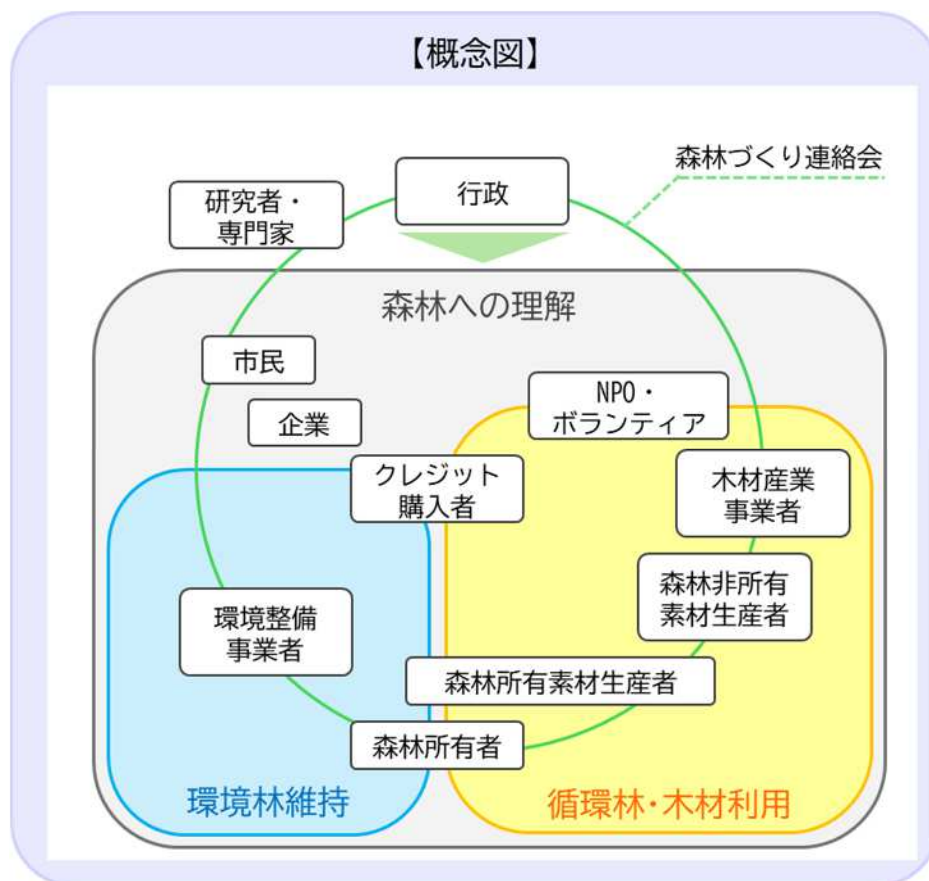 【概念図】
森林づくり連絡会
行政
研究者・
専門家
森林への理解
市民
NPO・
ボランティア
企業
クレジット
購入者
木材産業
事業者
森林非所有
素材生産者
環境整備
事業者
森林所有素材生産者
森林所有者
環境林維持
循環林・木材利用